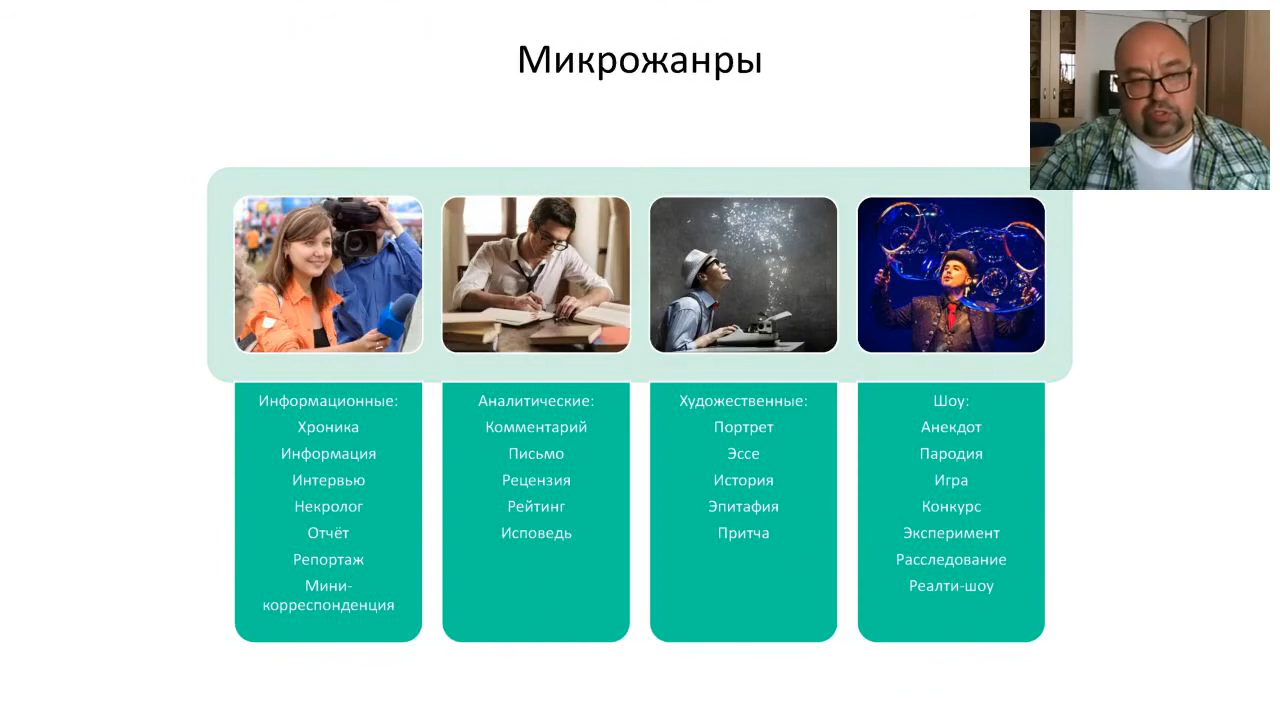 Микрожанры
Информационные:
Хроника
Информация
Интервью
Некролог
Отчёт
Репортаж
Мини-
корреспонденция
Аналитические:
Комментарий
Письмо
Рецензия
Рейтинг
Исповедь
Художественные:
Портрет
Эссе
История
Эпитафия
Притча
Шоу:
Анекдот
Пародия
Игра
Конкурс
Эксперимент
Расследование
Реалти-шоу